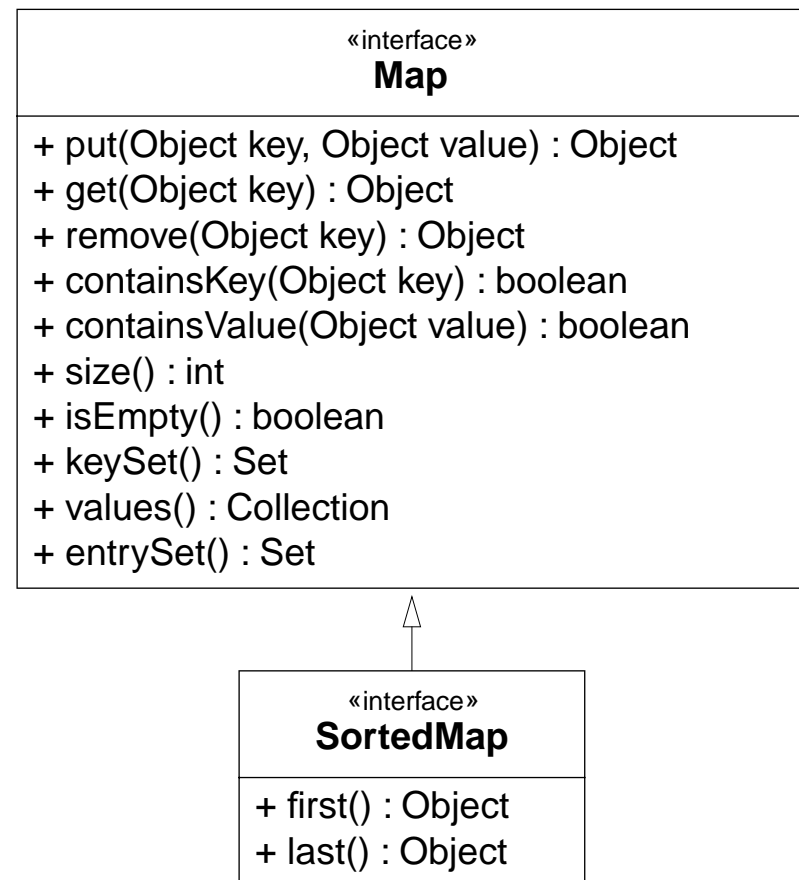 «interface»
Map
+ put(Object key, Object value) : Object
+ get(Object key) : Object
+ remove(Object key) : Object
+ containsKey(Object key) : boolean
+ containsValue(Object value) : boolean
+ size() : int
+ isEmpty() : boolean
+ keySet() : Set
+ values() : Collection
+ entrySet() : Set
«interface»
SortedMap
+ first() : Object
+ last() : Object